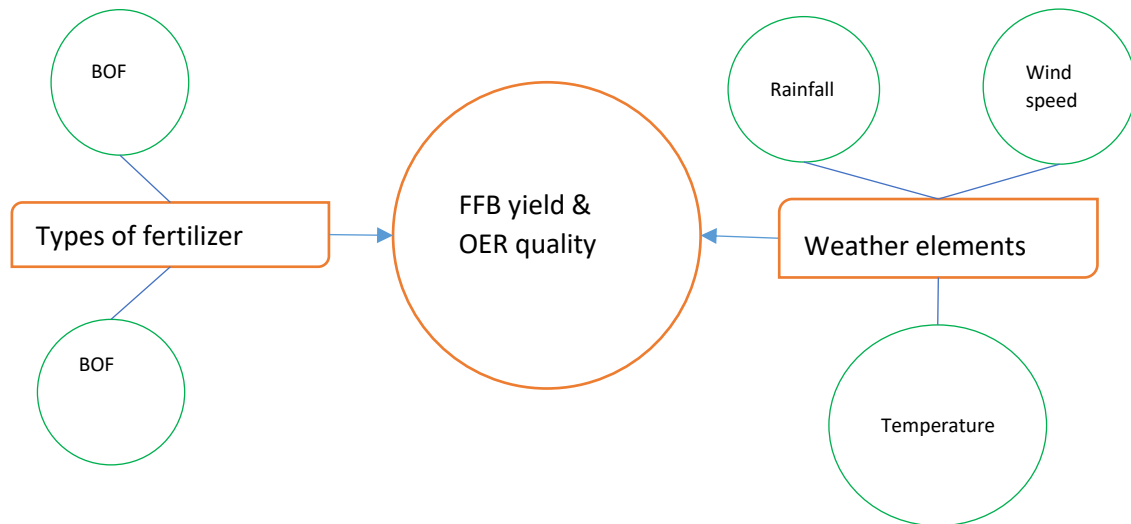 BOF
Types of fertilizer
BOF
FFB yield &
OER quality
Rainfall
Wind
speed
Weather elements
Temperature